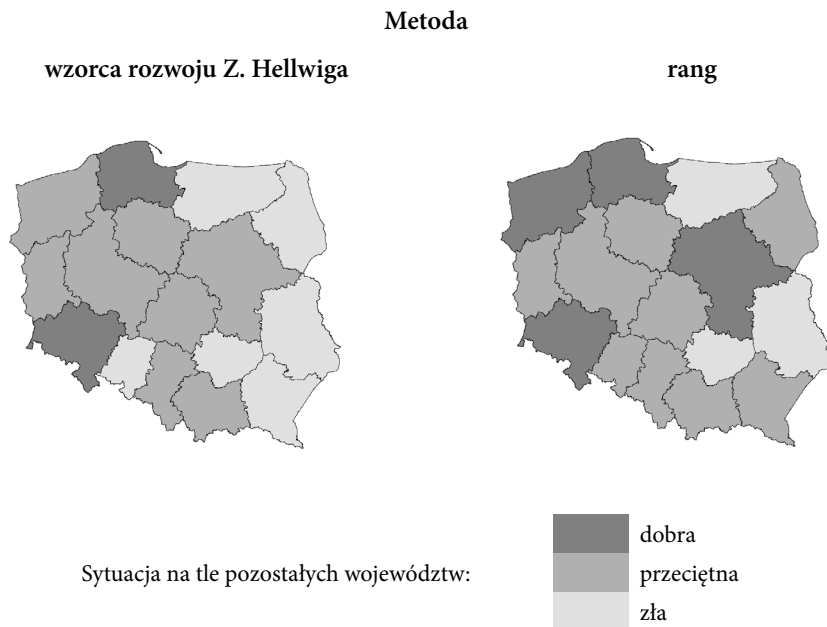 Metoda
wzorca rozwoju Z. Hellwiga
rang
Sytuacja na tle pozostałych województw:
dobra
przeciętna
zła